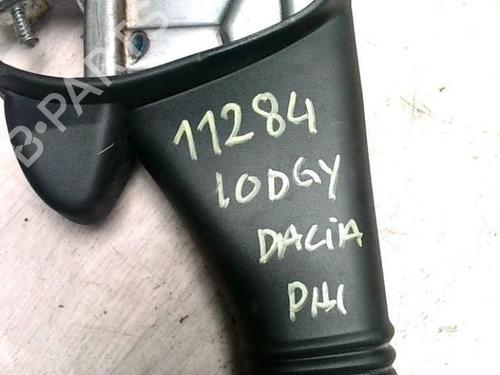 B-PARTS
11284
LODGY
DACiA
PH1